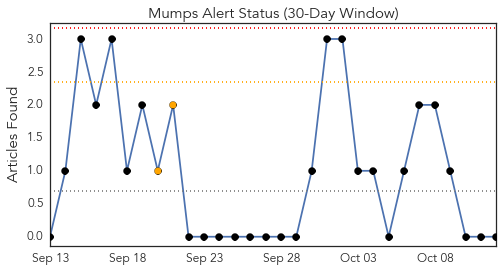 Mumps Alert Status (30-Day Window)
Articles Found
3.0
2.5
2.0
1.5
1.0
0.5
0.0
Sep 13 Sep 18 Sep 23 Sep 28 Oct 03 Oct 08